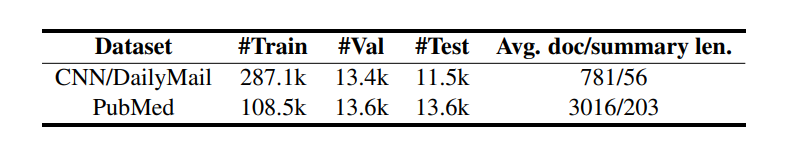 Dataset #Train #Val #Test Avg. doc/summary len.
CNN/DailyMail 287.1k 13.4k 11.5k 781/56
PubMed 108.5k 13.6k 13.6k 3016/203